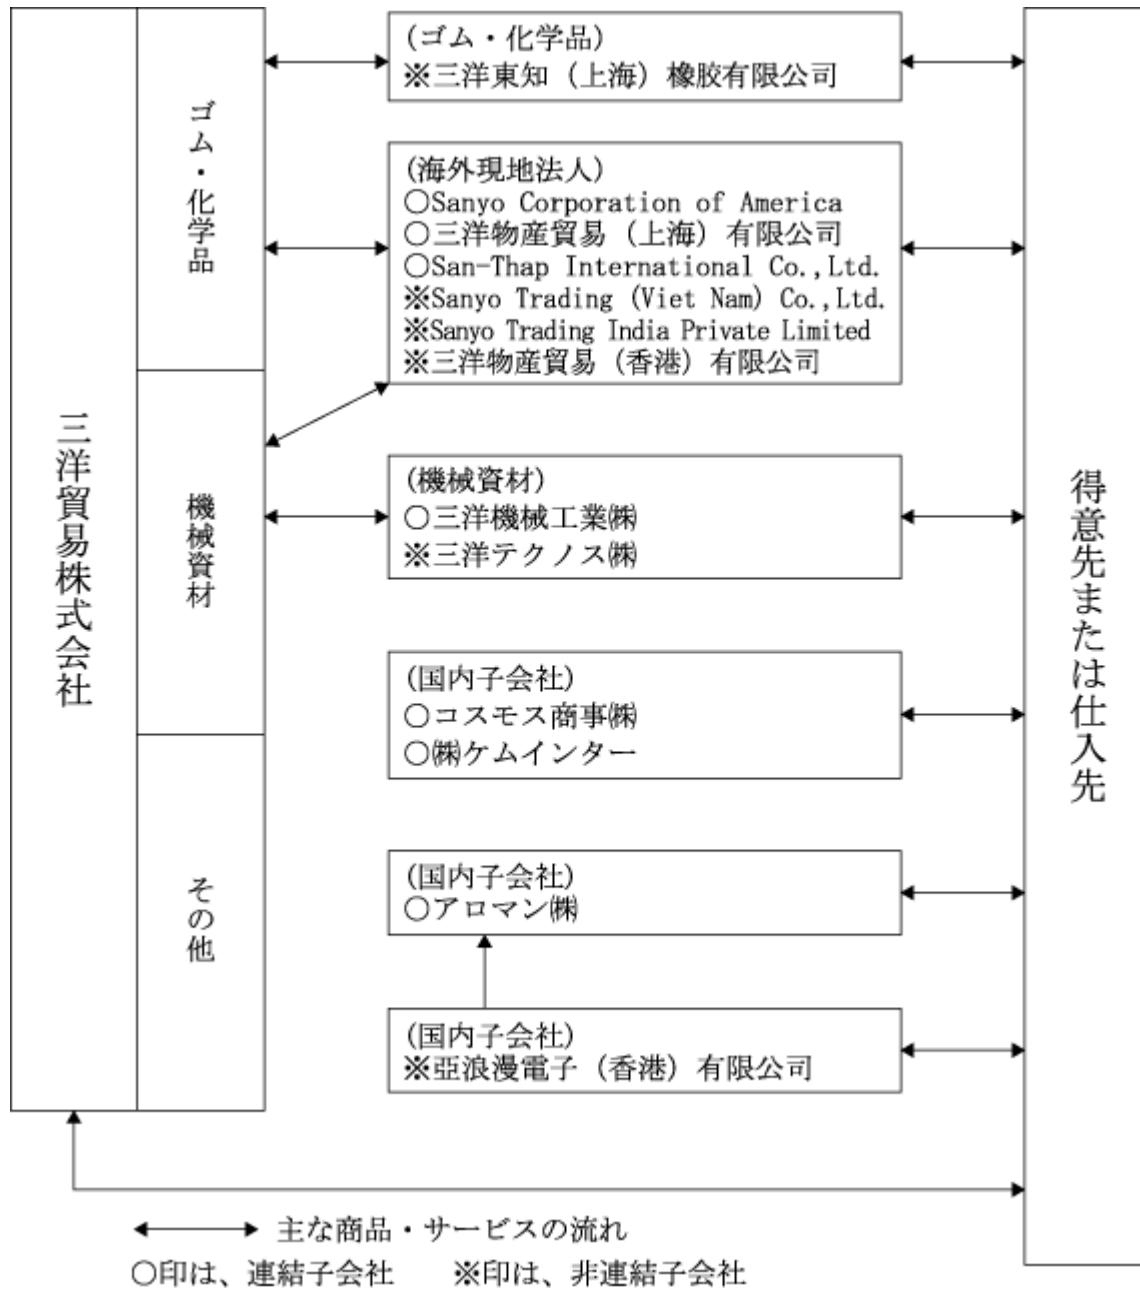 三洋貿易株式会社
ゴム・化学品
機械資材
その他
(ゴム・化学品)
※三洋東知(上海)橡胶有限公司
(海外現地法人)
○Sanyo Corporation of America
○三洋物産貿易(上海)有限公司
○San-Thap International Co.,Ltd.
※Sanyo Trading (Viet Nam) Co.,Ltd.
※Sanyo Trading India Private Limited
※三洋物産貿易(香港)有限公司
(機械資材)
○三洋機械工業㈱
※三洋テクノス㈱
(国内子会社)
○コスモス商事㈱
○㈱ケムインター
(国内子会社)
○アロマン㈱
(国内子会社)
※亞浪漫電子(香港)有限公司
得意先または仕入先
主な商品・サービスの流れ
○印は、連結子会社 ※印は、非連結子会社